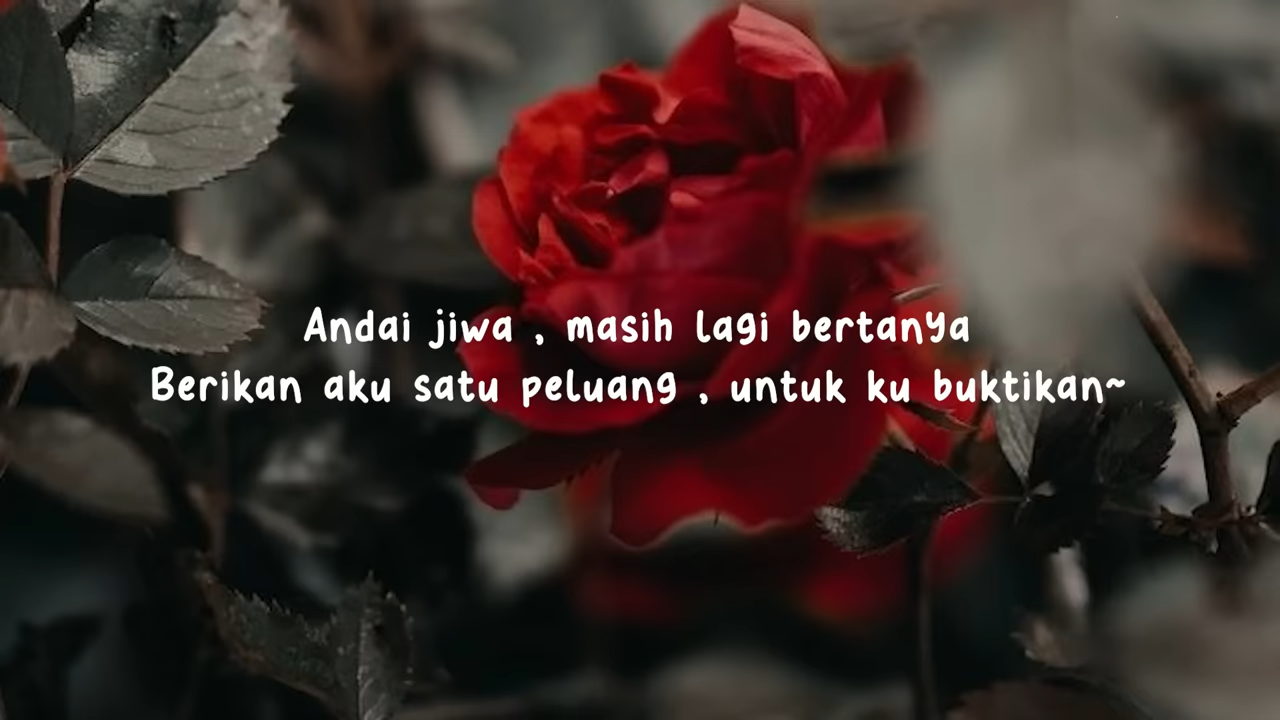 Andai jiwa , masih lagi bertanya
Berikan aku satu peluang , untuk ku buktikan~